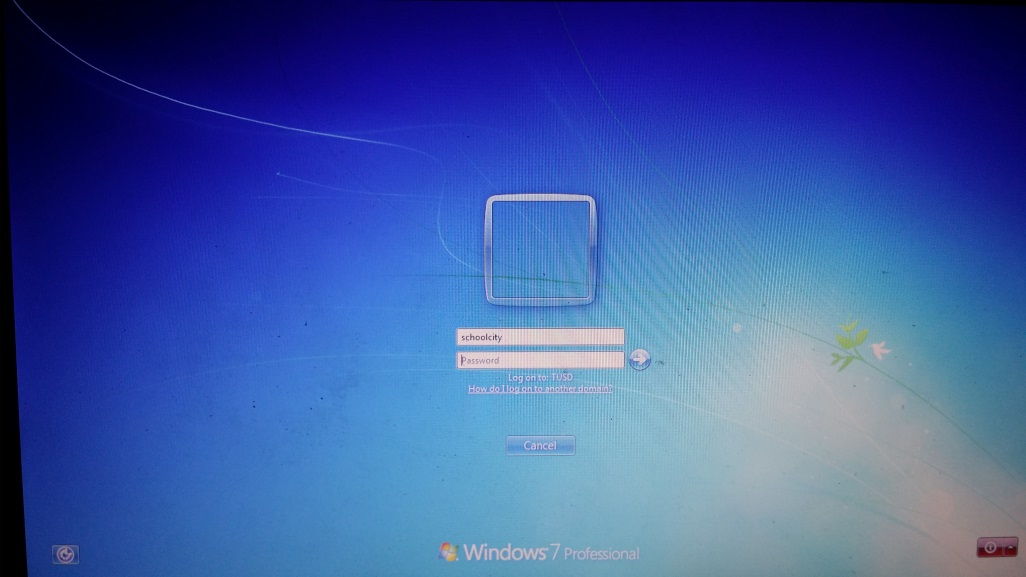 schoolcity
Password
Log on to: TUSD
How do I log on to another domain?
Cancel
Windows 7 Professional